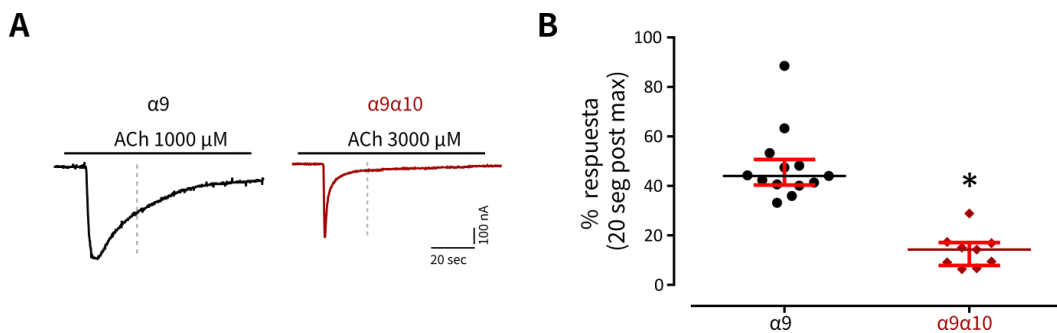 A
α9
ACh 1000 μM
α9α10
ACh 3000 μM
100 nA
20 sec
B
% respuesta
(20 seg post max)
100
80
60
40
20
0
*
α9
α9α10